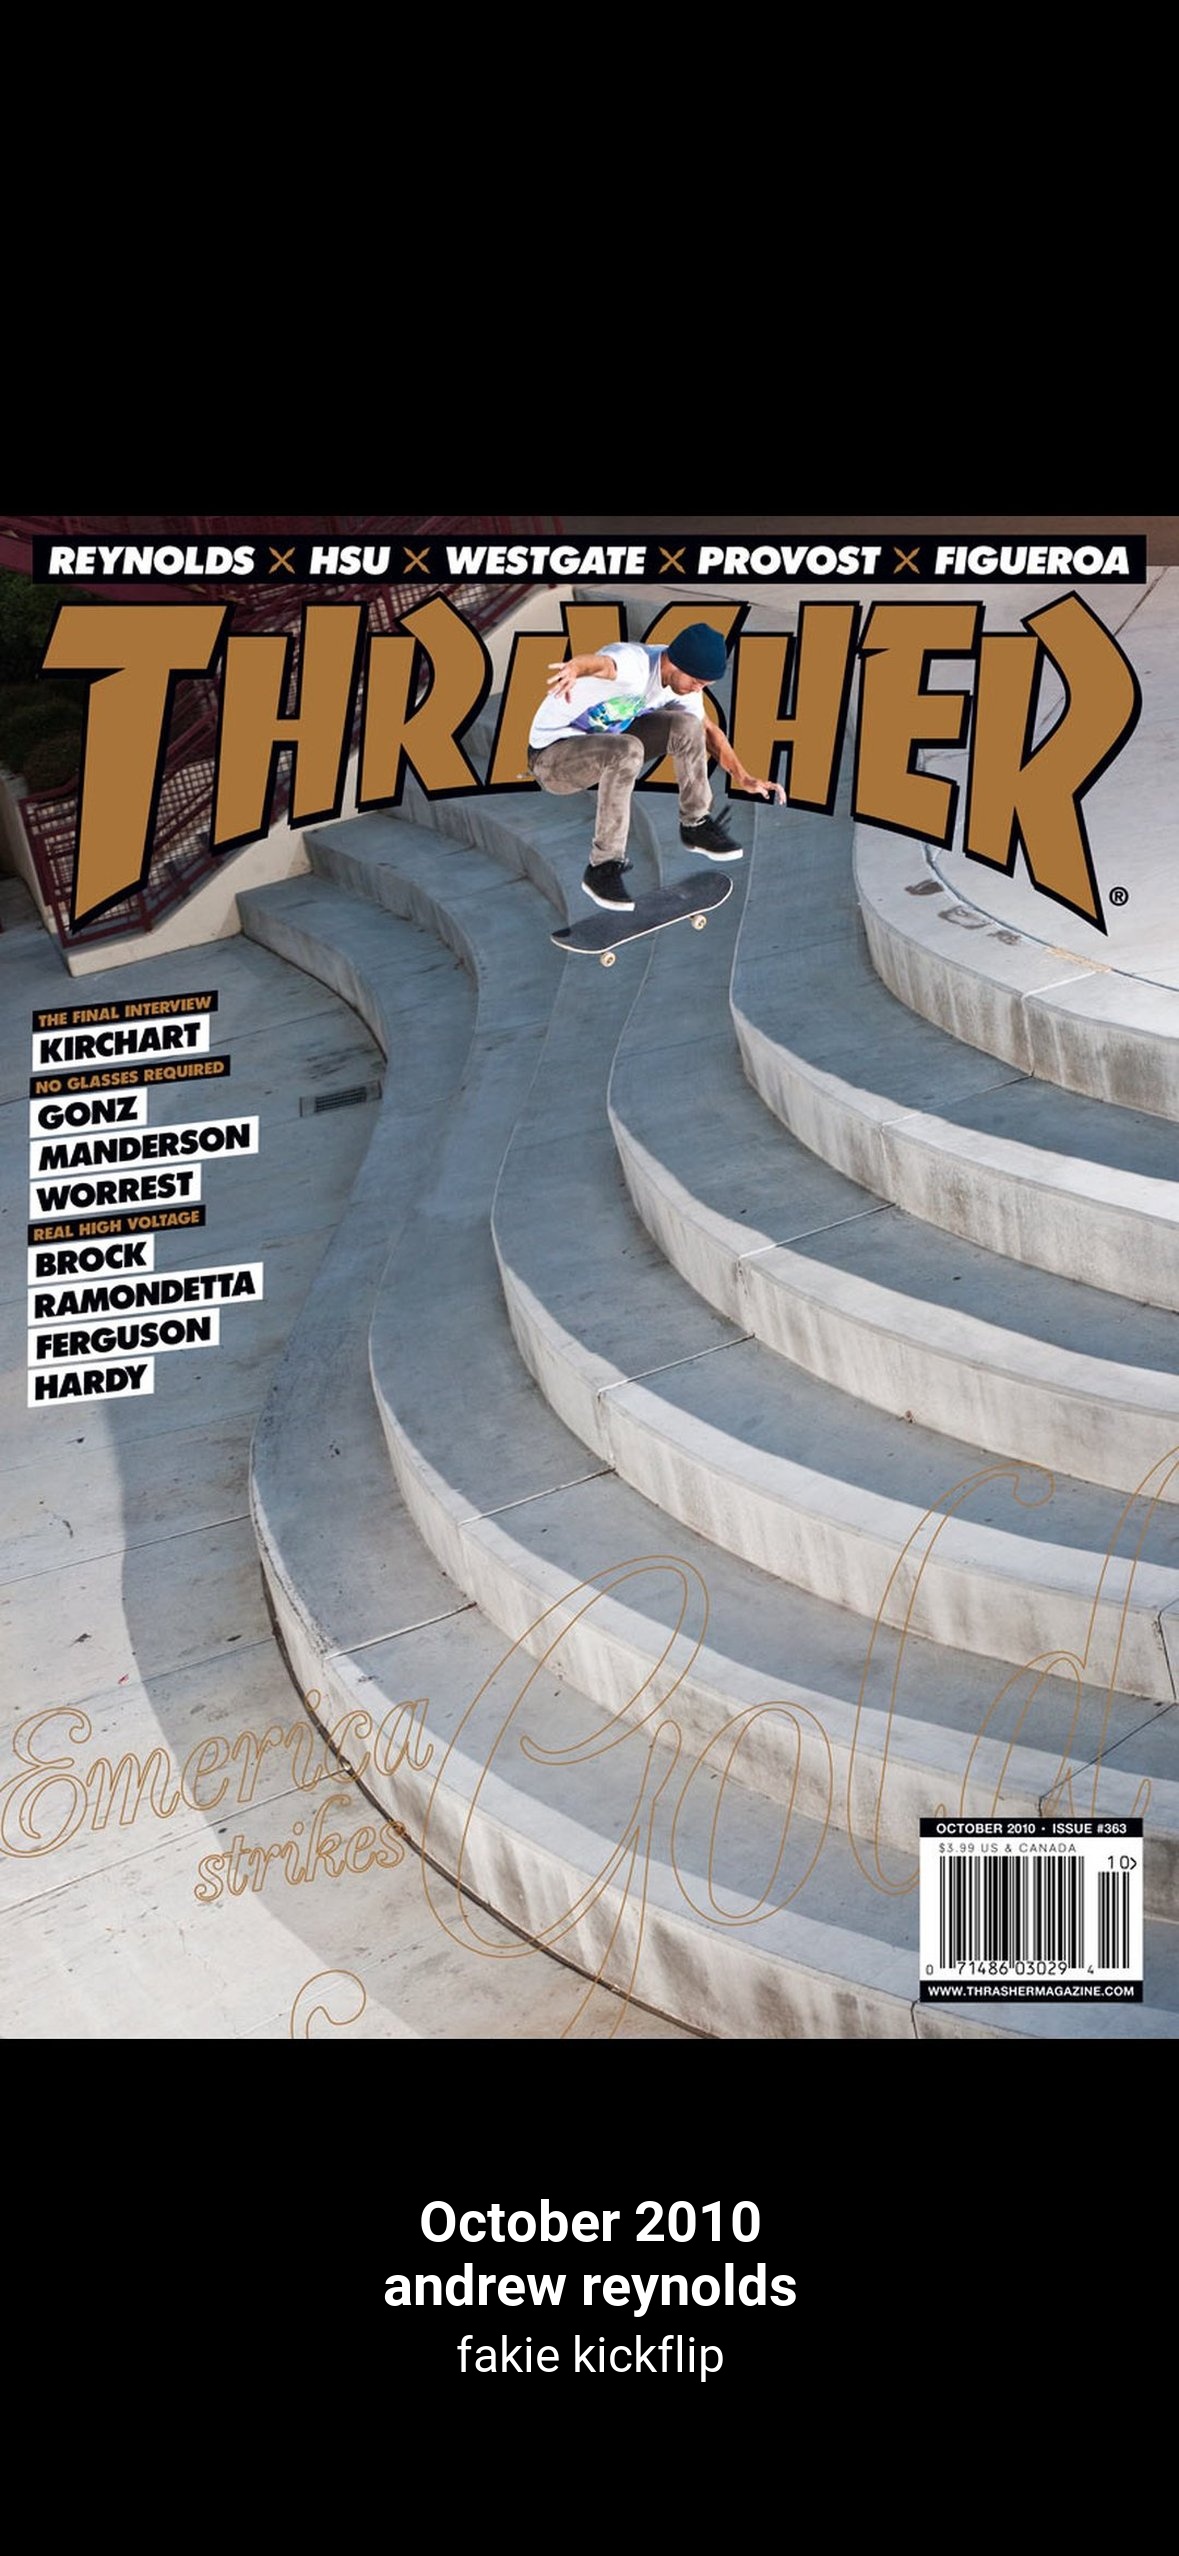 REYNOLDS X HSU X WESTGATE X PROVOST X FIGUEROA
THRASHER
®
THE FINAL INTERVIEW
KIRCHART
NO GLASSES REQUIRED
GONZ
MANDERSON
WORREST
REAL HIGH VOLTAGE
BROCK
RAMONDETTA
FERGUSON
HARDY
Emerica
strikes
Gold
OCTOBER 2010 · ISSUE #363
$3.99 US & CANADA
10>
0 71486 03029 4
WWW.THRASHERMAGAZINE.COM
October 2010
andrew reynolds
fakie kickflip